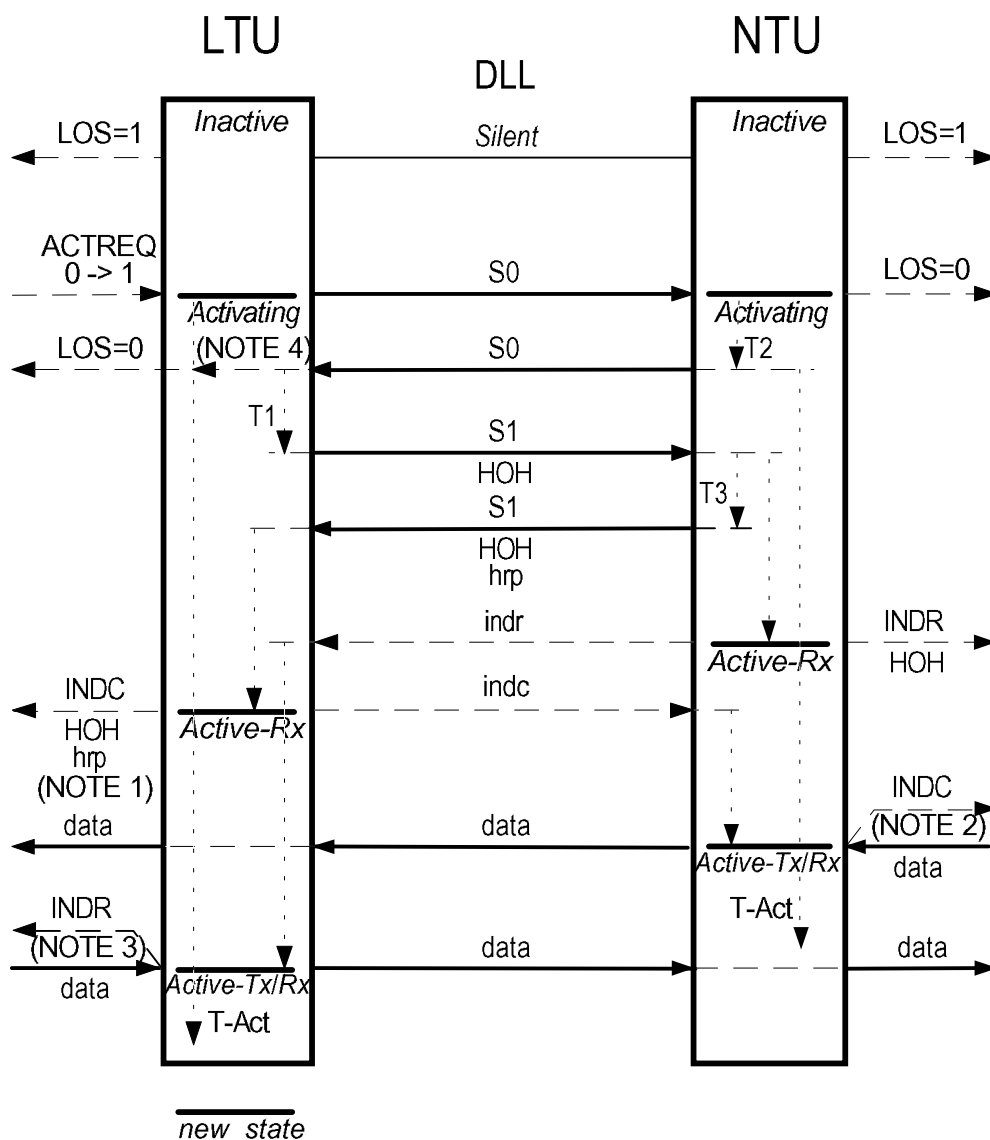 LTU
NTU
DLL
Inactive
Inactive
LOS=1
Silent
LOS=1
ACTREQ
0 -> 1
S0
LOS=0
Activating
Activating
LOS=0
(NOTE 4)
S0
T2
T1
S1
HOH
T3
S1
HOH
hrp
indr
INDR
Active-Rx
HOH
INDC
indc
Active-Rx
HOH
hrp
(NOTE 1)
INDC
data
data
(NOTE 2)
Active-Tx/Rx
data
INDR
T-Act
(NOTE 3)
data
data
data
Active-Tx/Rx
T-Act
new state